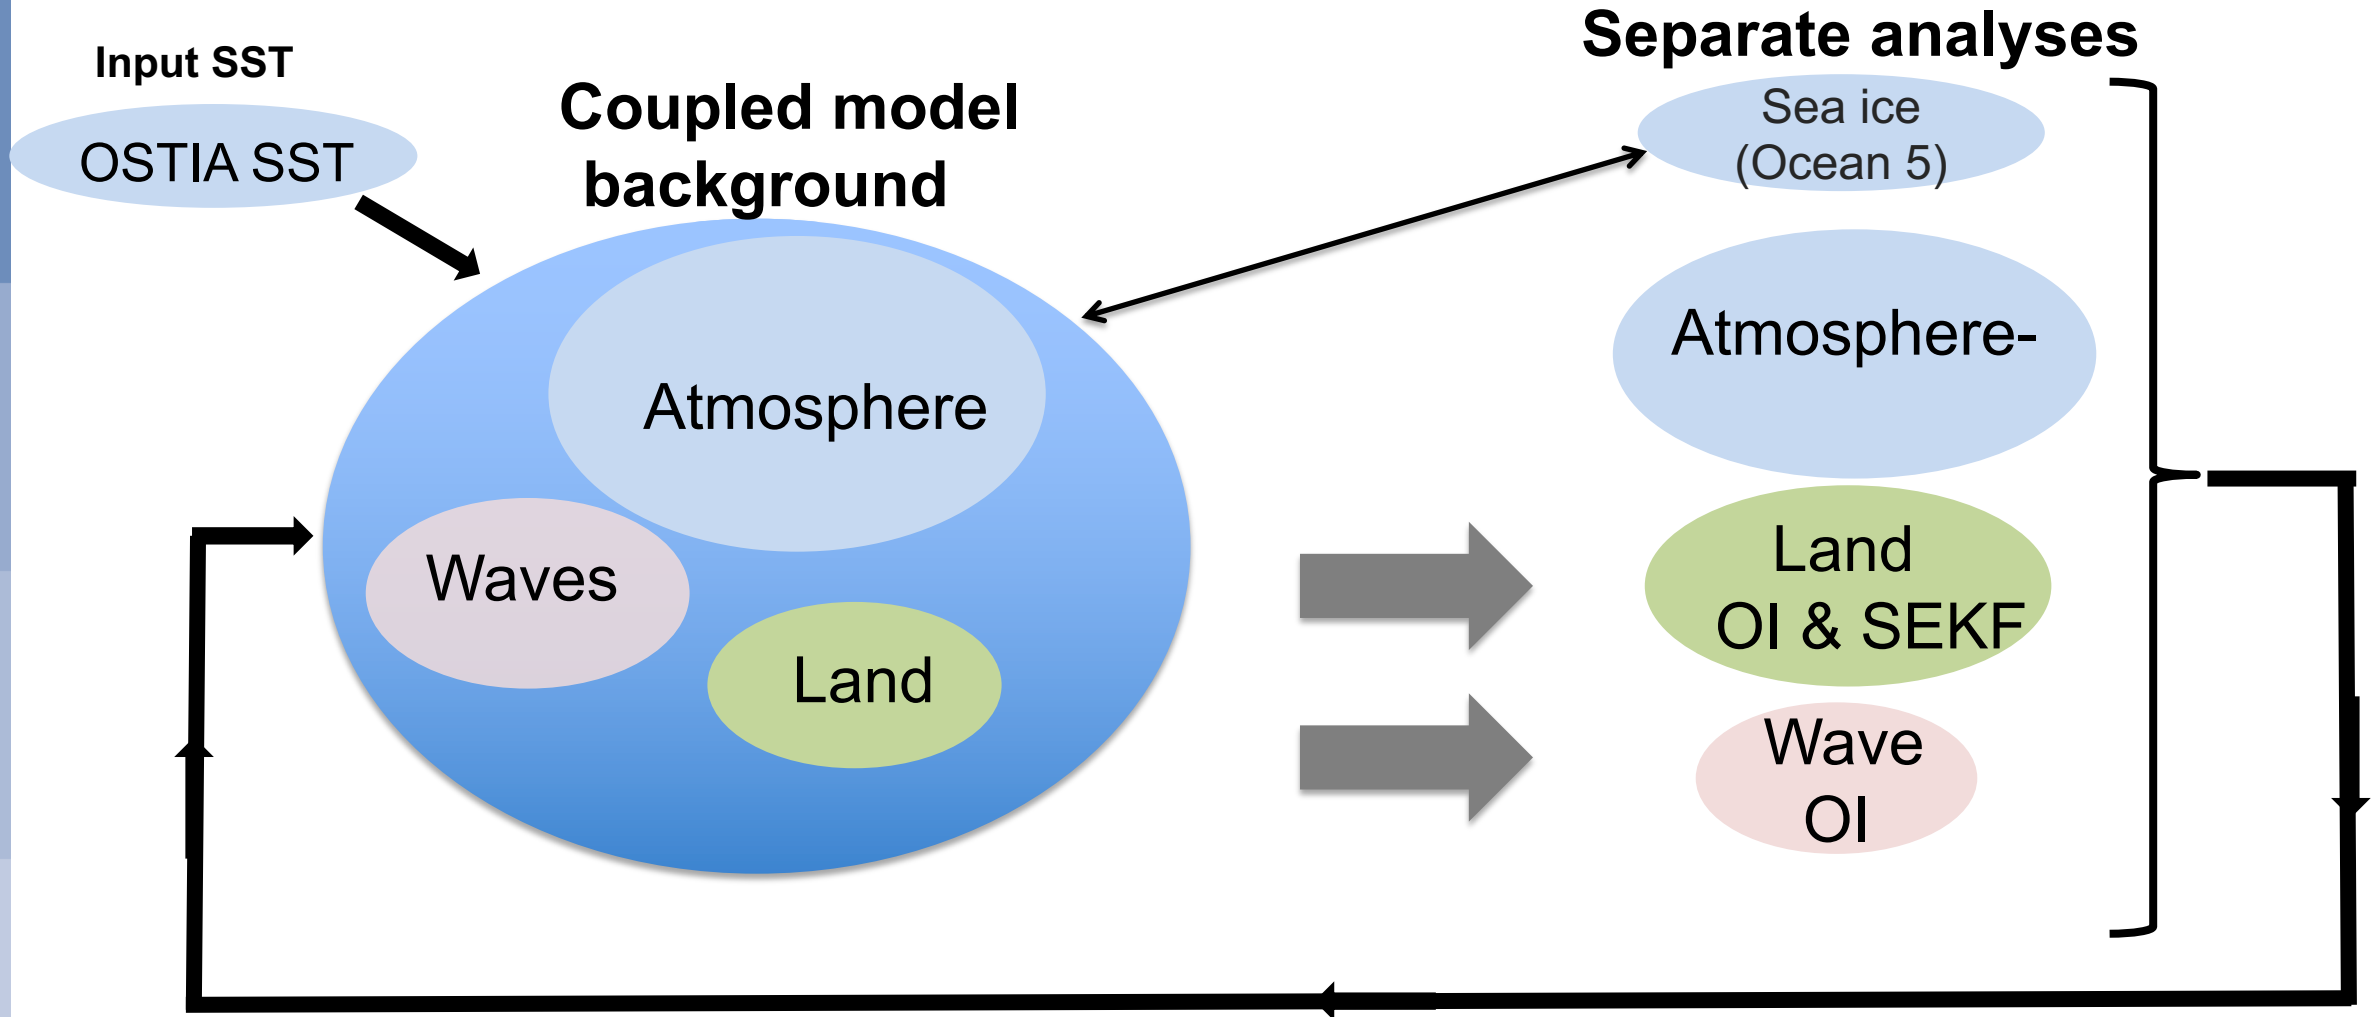 Input SST
OSTIA SST
Coupled model
background
Atmosphere
Waves
Land
Separate analyses
Sea ice
(Ocean 5)
Atmosphere-
Land
OI & SEKF
Wave
OI